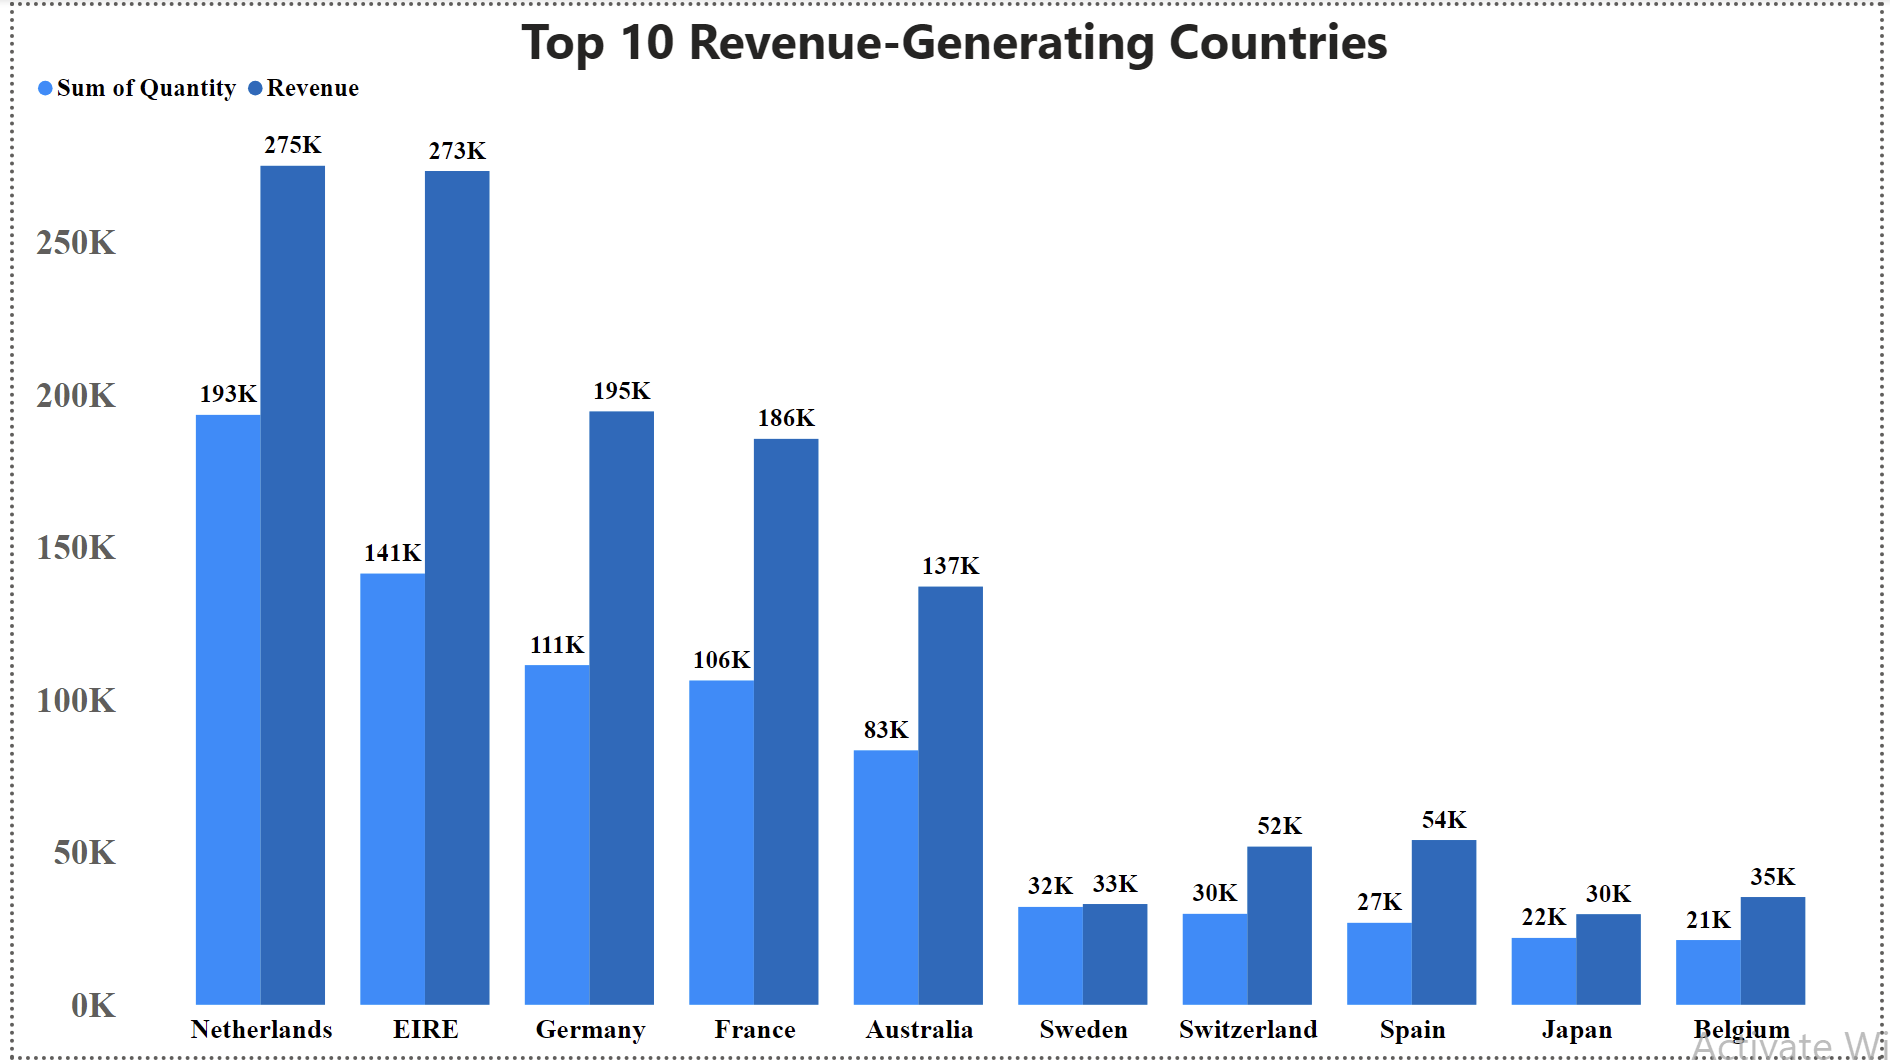 Top 10 Revenue-Generating Countries
Sum of Quantity Revenue
275K
273K
250K
200K
193K
195K
186K
150K
141K
137K
111K
106K
100K
83K
50K
32K
33K
30K
52K
27K
54K
22K
30K
21K
35K
0K
Netherlands EIRE Germany France Australia Sweden Switzerland Spain Japan Belgium
Activate Wi